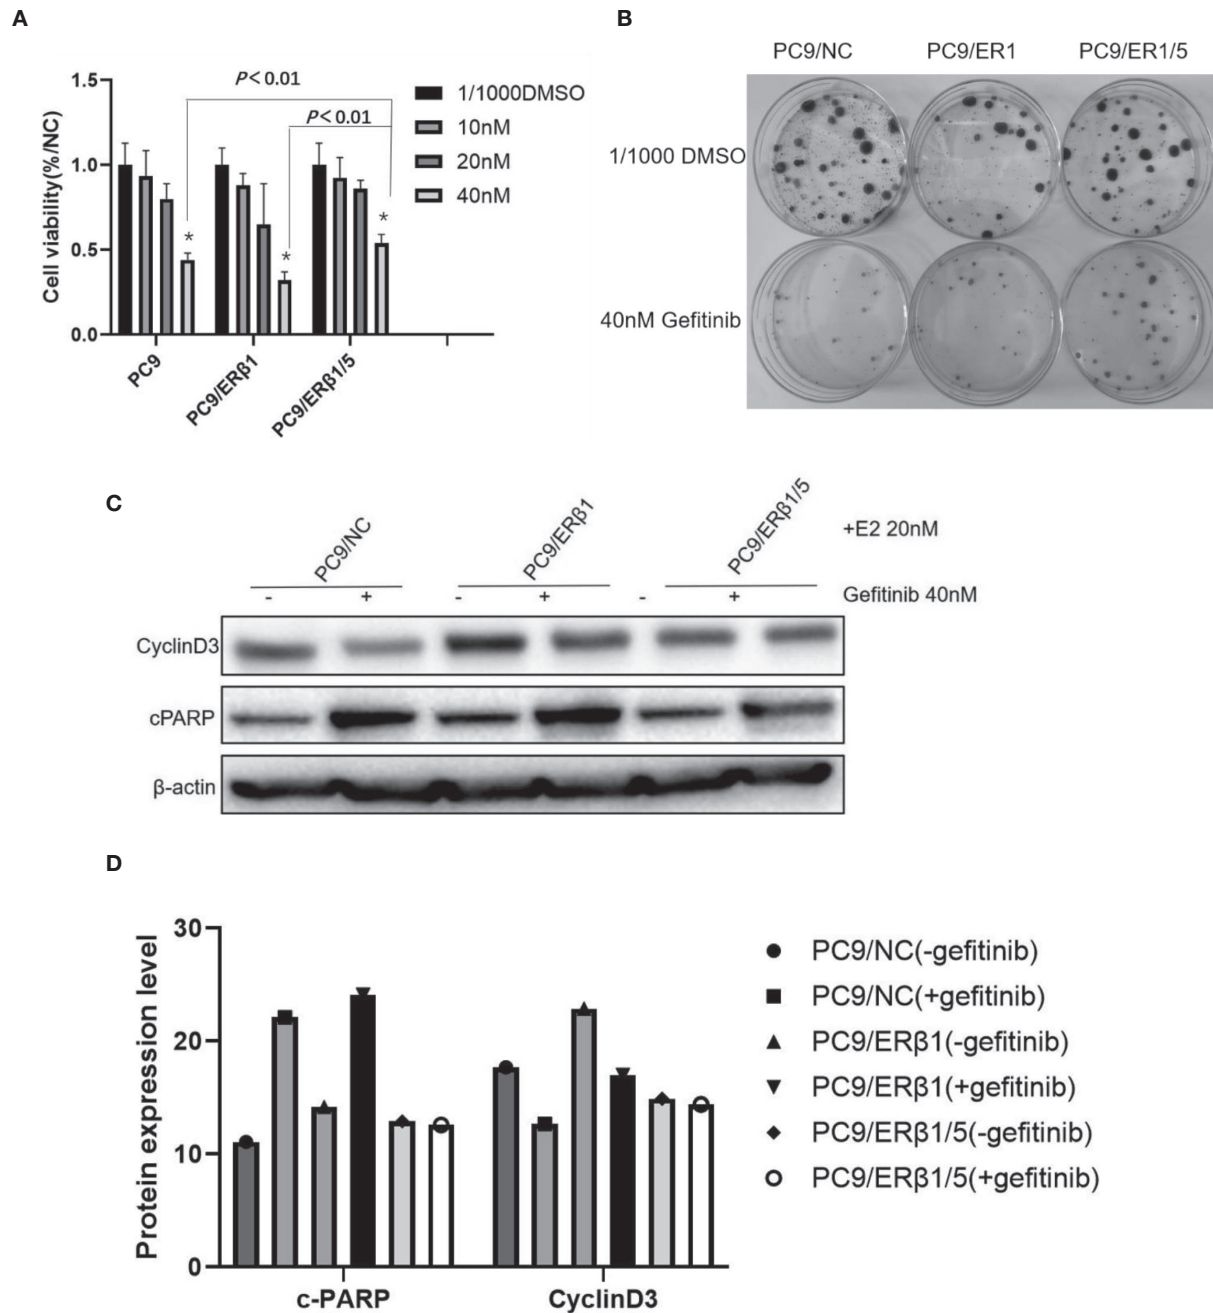 A
1.5
1.0
0.5
0.0
Cell viability(%/NC)
P< 0.01
P< 0.01
*
*
*
1/1000DMSO
10nM
20nM
40nM
PC9
PC9/ERβ1
PC9/ERβ1/5
B
PC9/NC PC9/ER1 PC9/ER1/5
1/1000 DMSO
40nM Gefitinib
C
PC9/NC PC9/ERβ1 PC9/ERβ1/5 +E2 20nM
- + - + - + Gefitinib 40nM
CyclinD3
cPARP
β-actin
D
30
20
10
0
Protein expression level
c-PARP CyclinD3
PC9/NC(-gefitinib)
PC9/NC(+gefitinib)
PC9/ERβ1(-gefitinib)
PC9/ERβ1(+gefitinib)
PC9/ERβ1/5(-gefitinib)
PC9/ERβ1/5(+gefitinib)